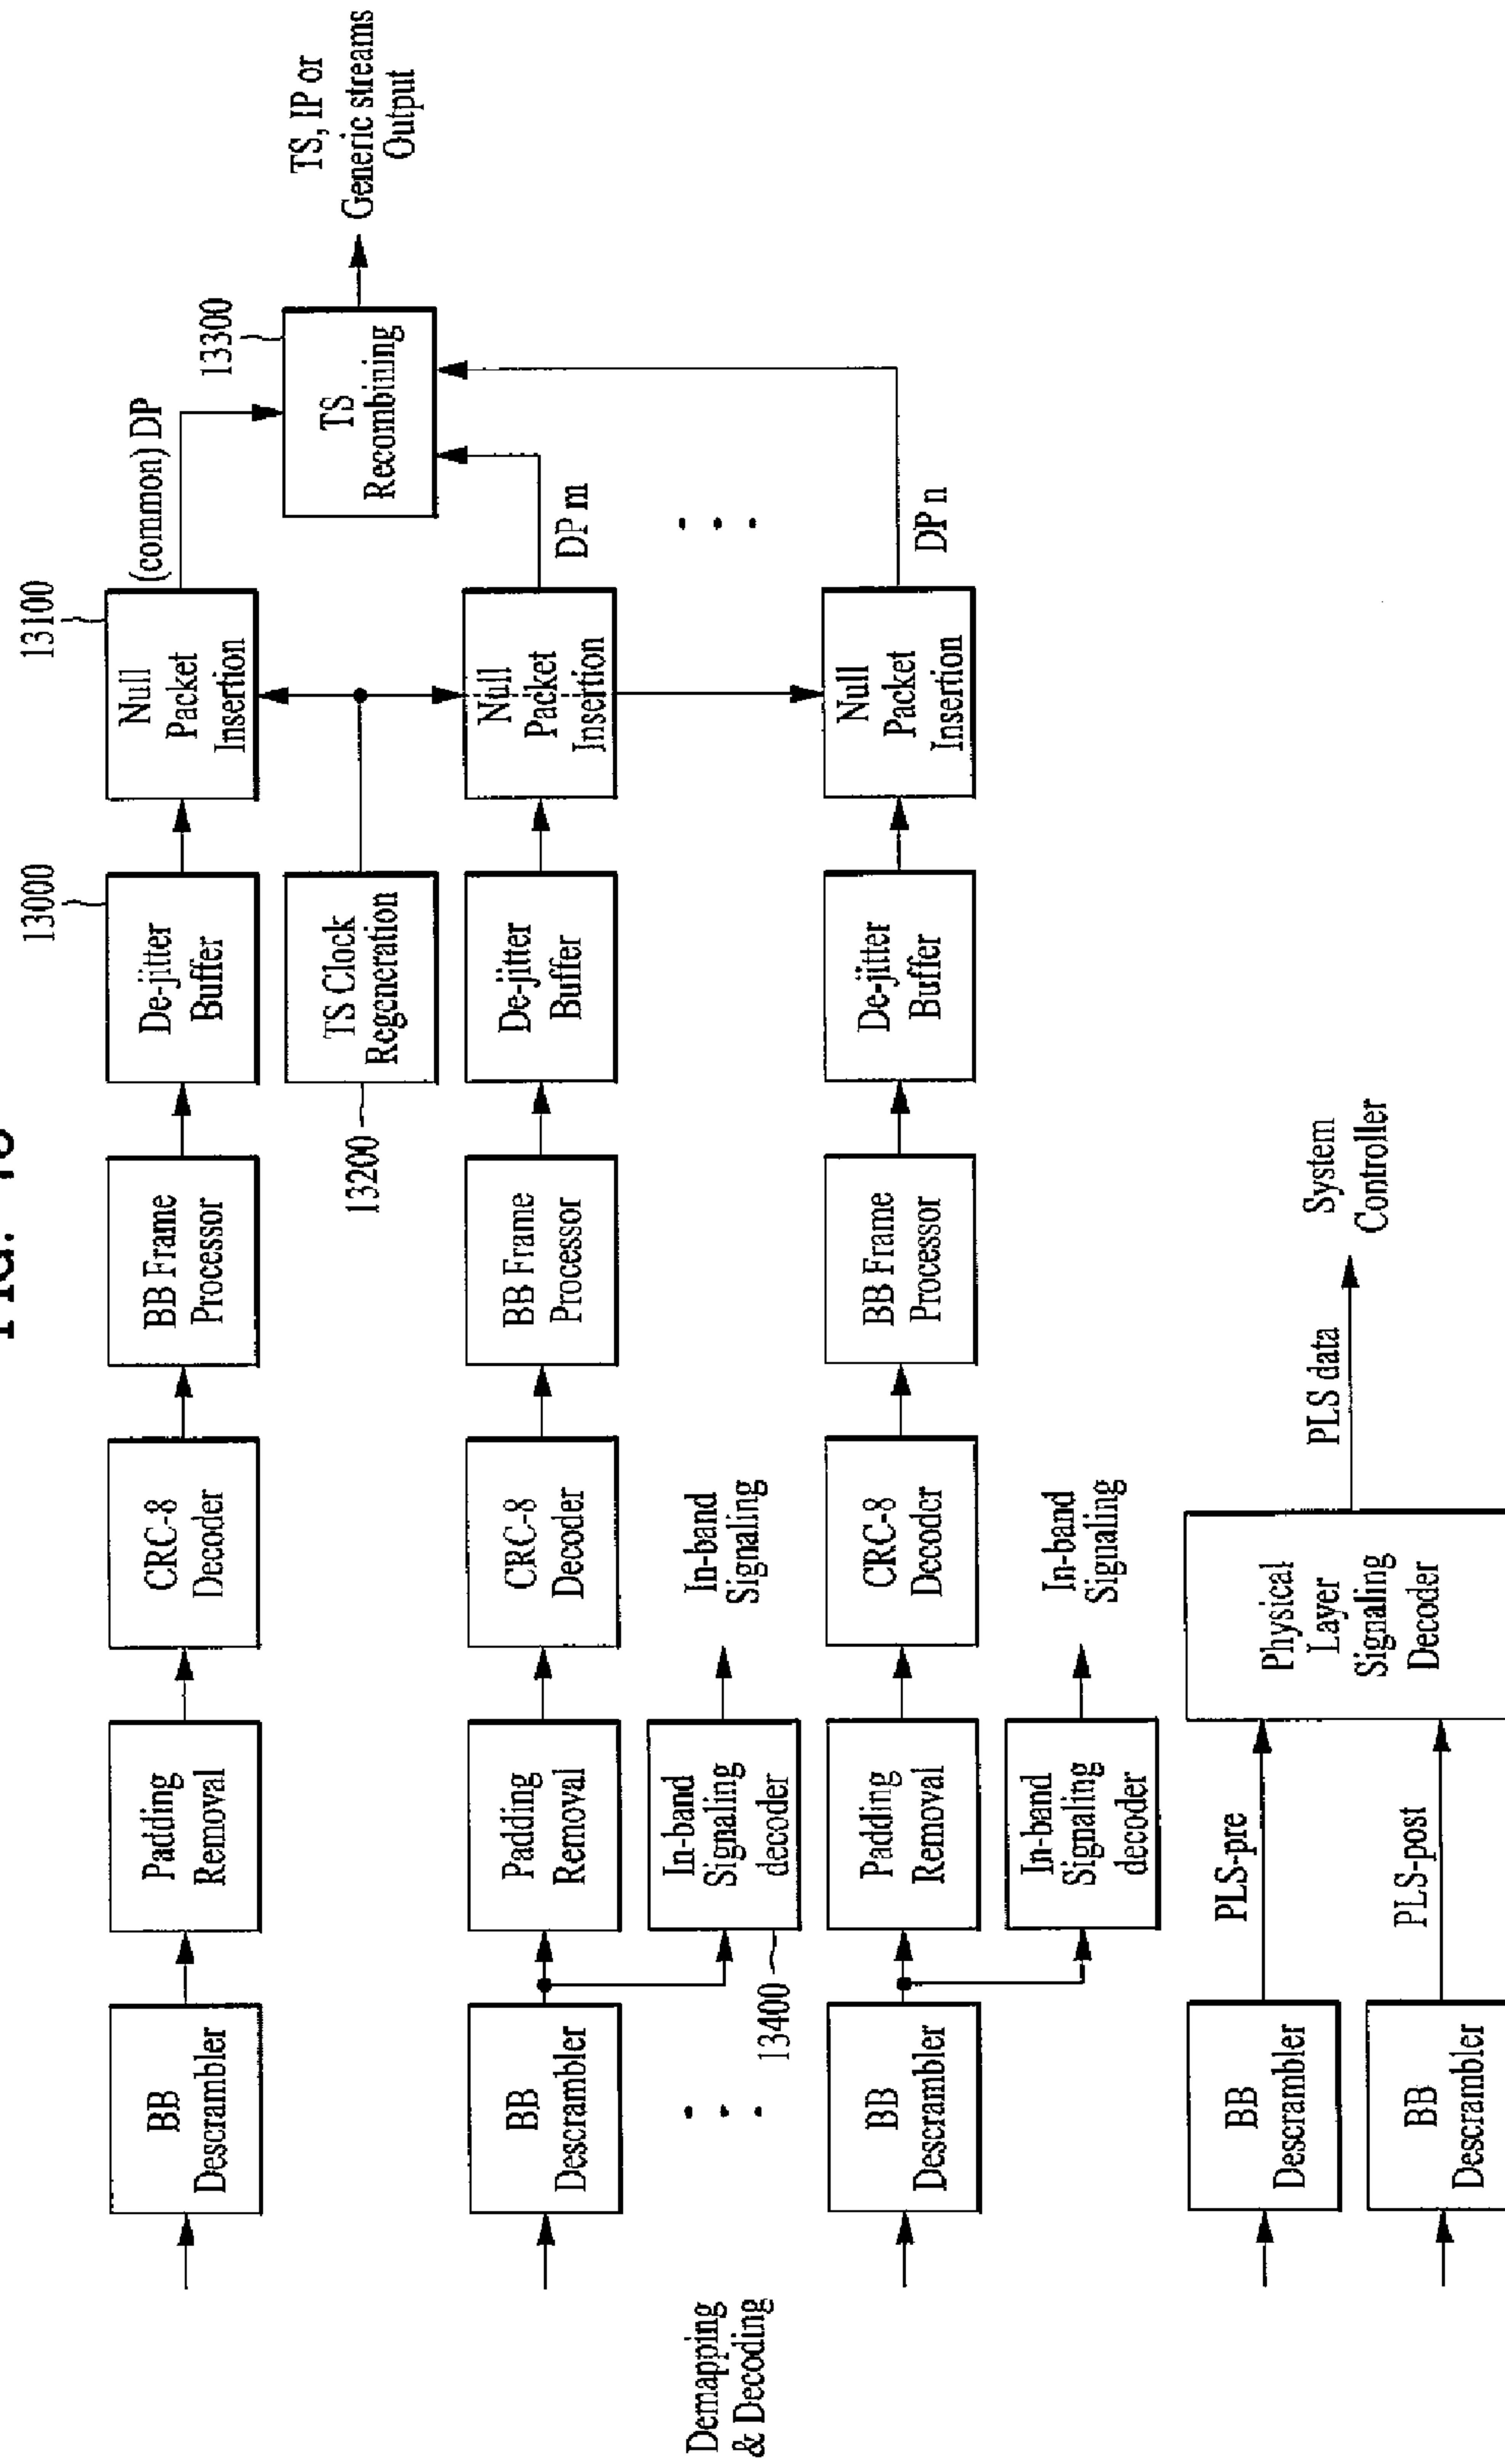 FIG.
13000
13100
BB
Descrambler
Padding
Removal
CRC-8
Decoder
BB Frame
Processor
De-jitter
Buffer
Null
Packet
Insertion
(common) DP
13300
13200
TS Clock
Regeneration
TS
Recombining
TS, IP or
Generic streams
Output
BB
Descrambler
Padding
Removal
CRC-8
Decoder
BB Frame
Processor
De-jitter
Buffer
Null
Packet
Insertion
DP m
Demapping
& Decoding
13400
In-band
Signaling
decoder
In-band
Signaling
BB
Descrambler
Padding
Removal
CRC-8
Decoder
BB Frame
Processor
De-jitter
Buffer
Null
Packet
Insertion
DP n
In-band
Signaling
decoder
In-band
Signaling
BB
Descrambler
PLS-pre
BB
Descrambler
PLS-post
Physical
Layer
Signaling
Decoder
PLS data
System
Controller